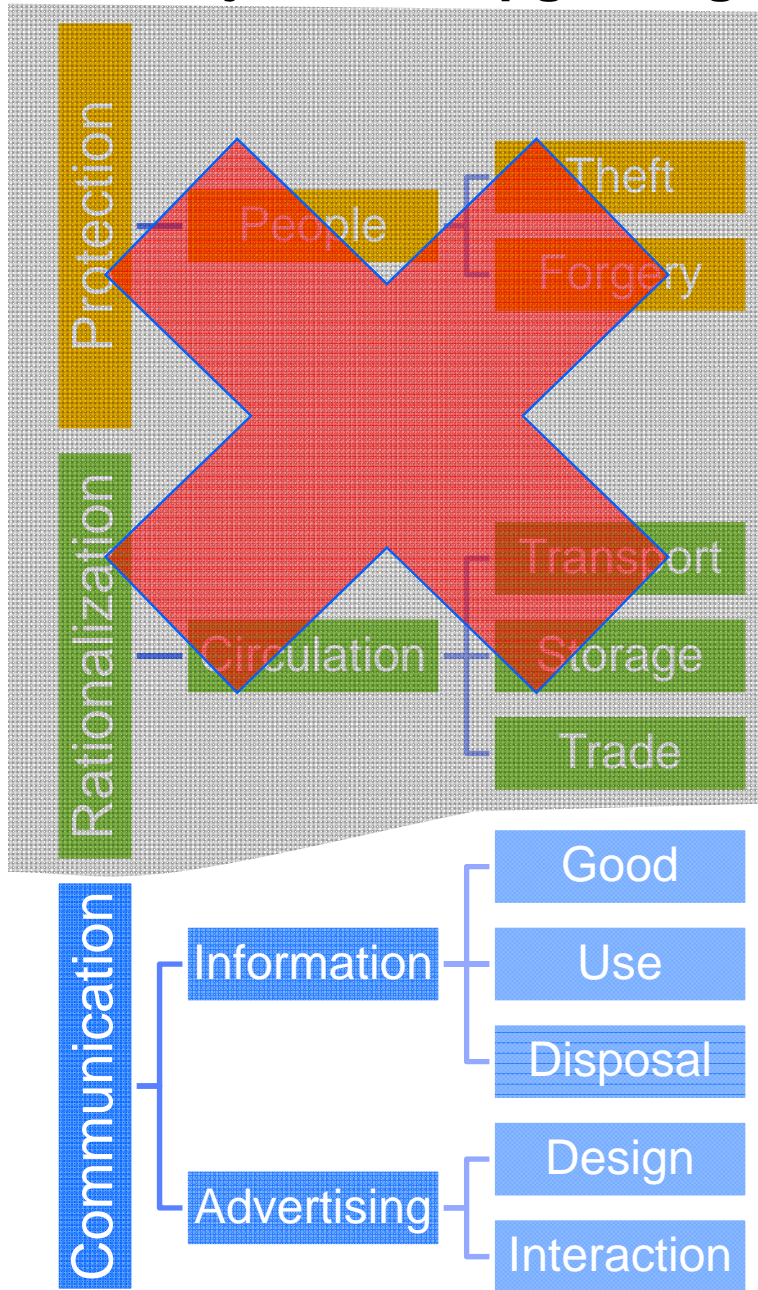 Protection
People
Theft
Forgery
Rationalization
Circulation
Transport
Storage
Trade
Communication
Information
Good
Use
Disposal
Advertising
Design
Interaction